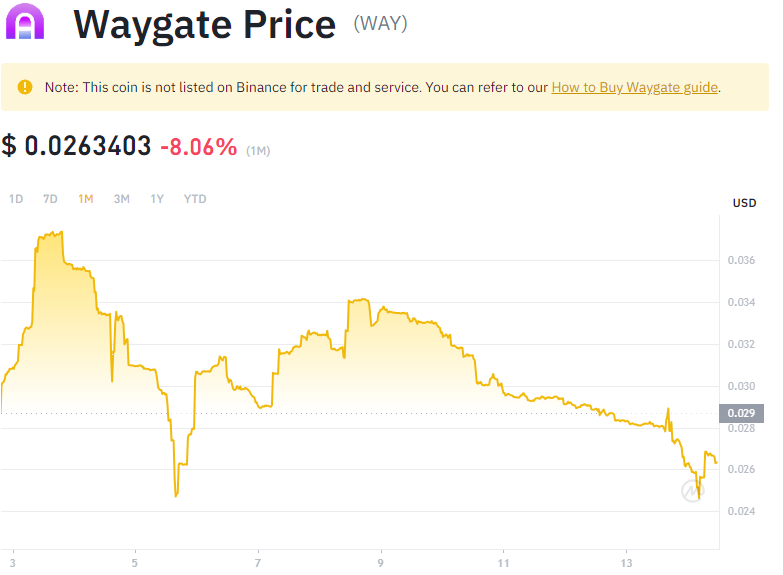 Waygate Price (WAY)
Note: This coin is not listed on Binance for trade and service. You can refer to our How to Buy Waygate guide.
$ 0.0263403 -8.06% (1M)
1D 7D 1M 3M 1Y YTD
USD
0.036
0.034
0.032
0.030
0.029
0.028
0.026
0.024
3 5 7 9 11 13